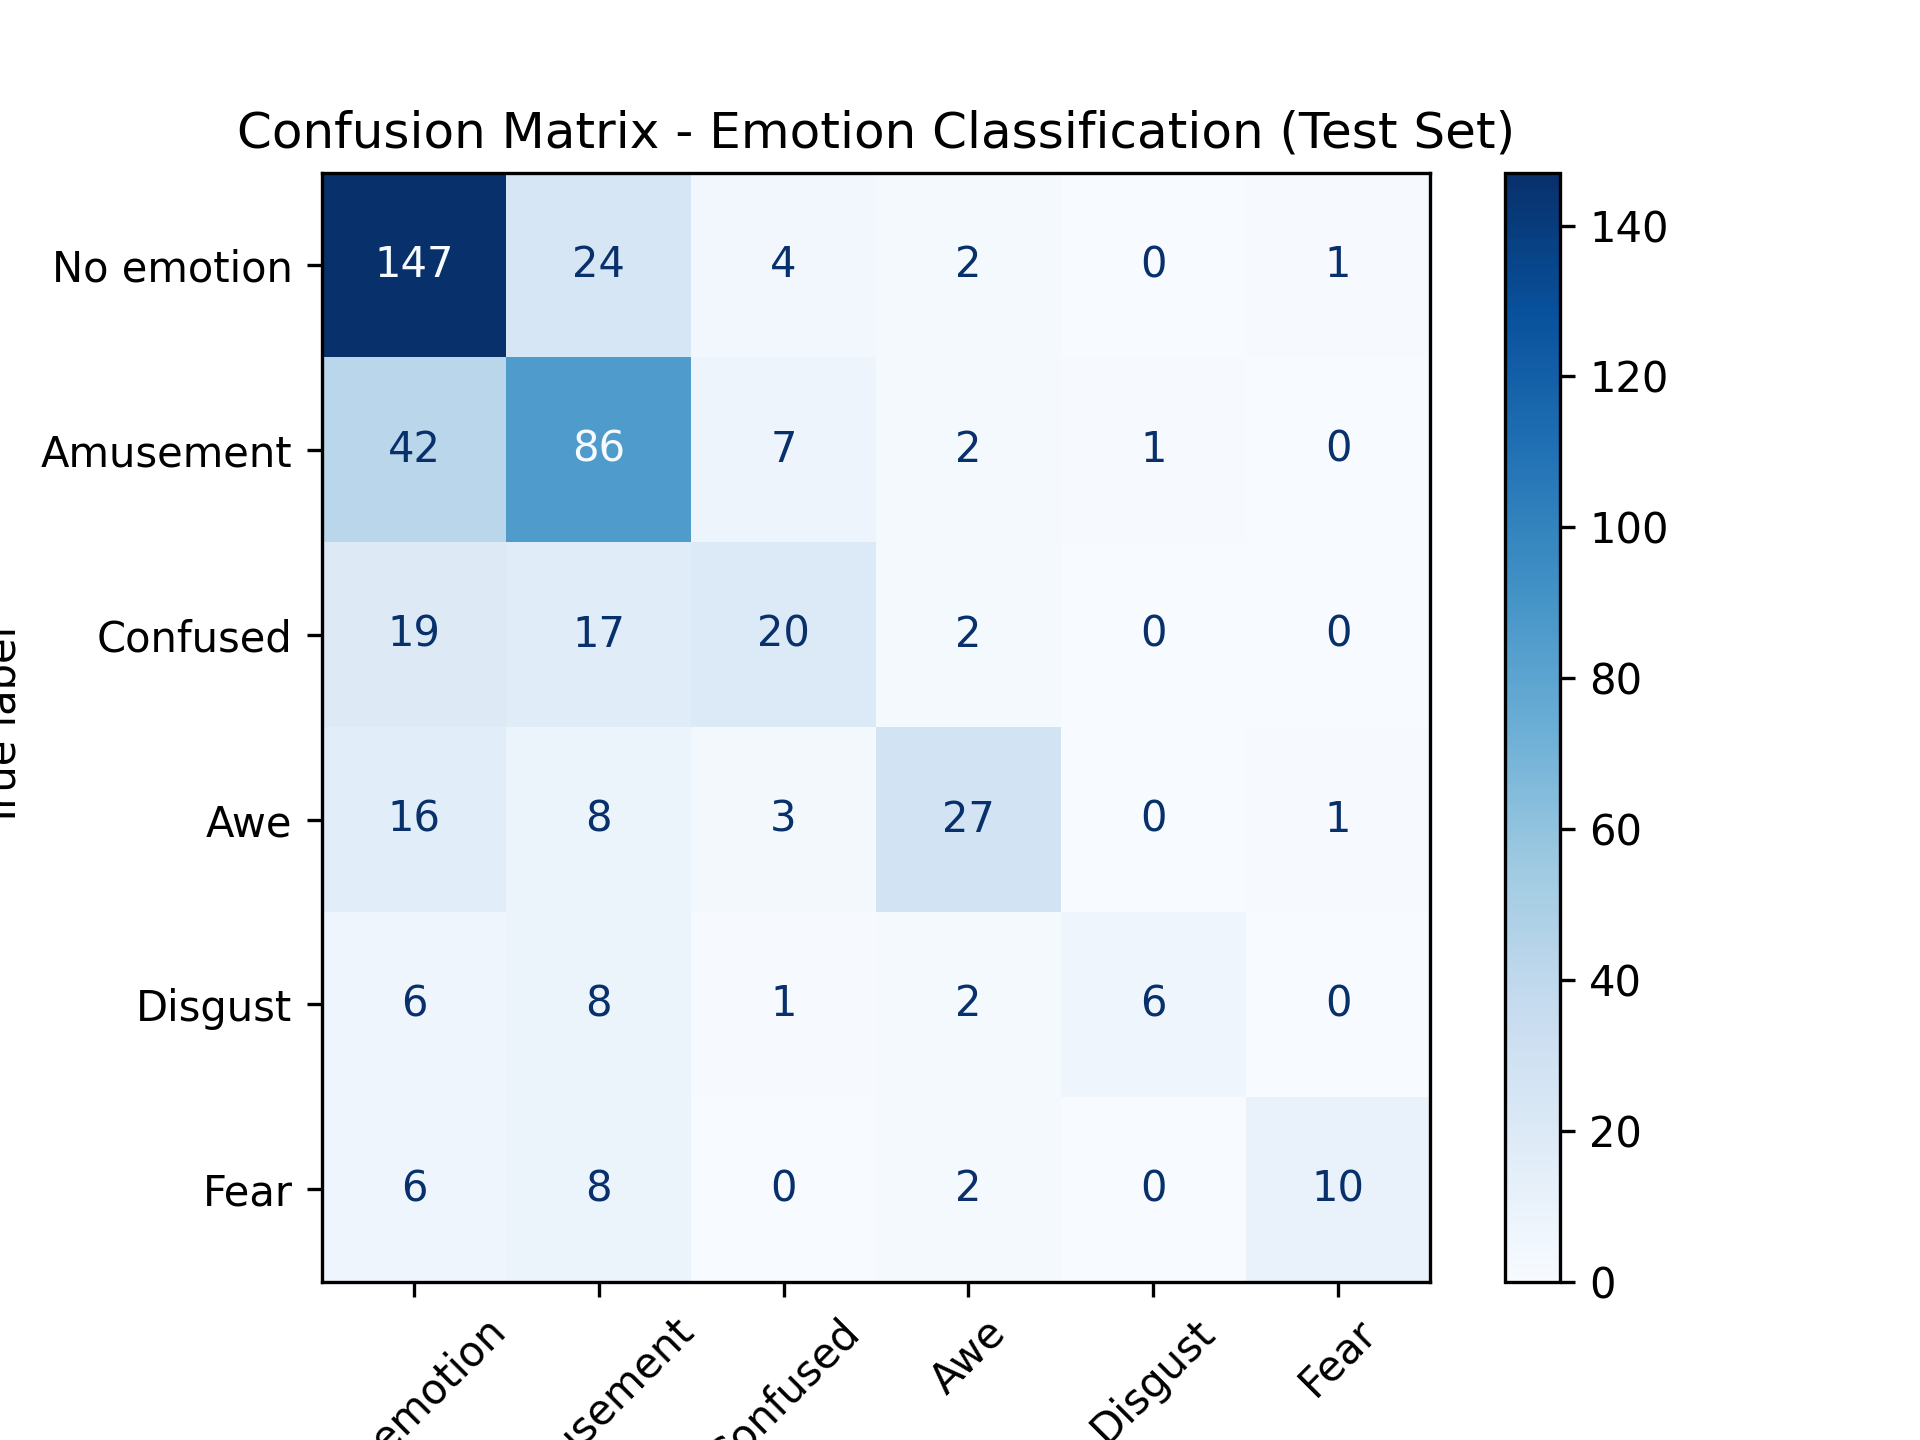 Confusion Matrix - Emotion Classification (Test Set)
No emotion 147 24 4 2 0 1
Amusement 42 86 7 2 1 0
Confused 19 17 20 2 0 0
Awe 16 8 3 27 0 1
Disgust 6 8 1 2 6 0
Fear 6 8 0 2 0 10
emotion usement onfused Awe Disgust Fear
140
120
100
80
60
40
20
0